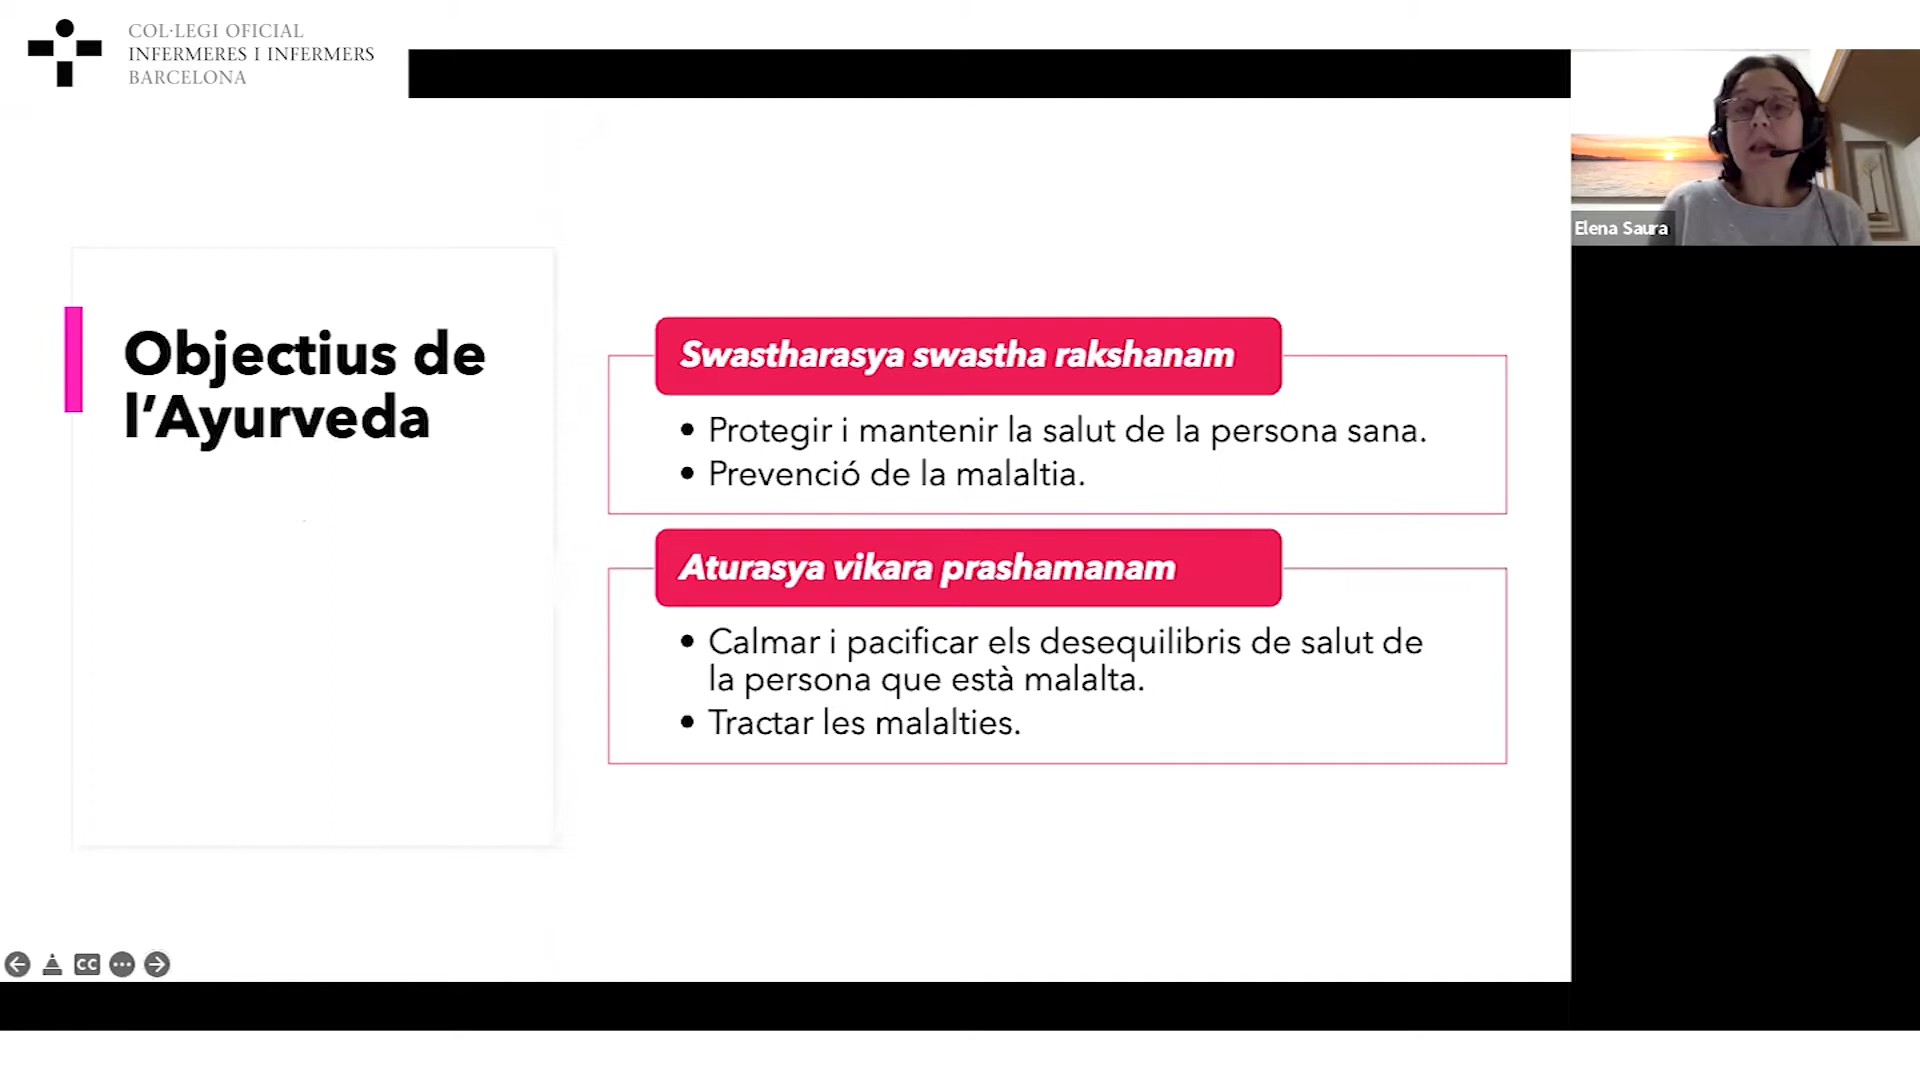 COL·LEGI OFICIAL
INFERMERES I INFERMERS
BARCELONA
Elena Saura
Objectius de
l’Ayurveda
Swastharasya swastha rakshanam
• Protegir i mantenir la salut de la persona sana.
• Prevenció de la malaltia.
Aturasya vikara prashamanam
• Calmar i pacificar els desequilibris de salut de
la persona que està malalta.
• Tractar les malalties.
CC